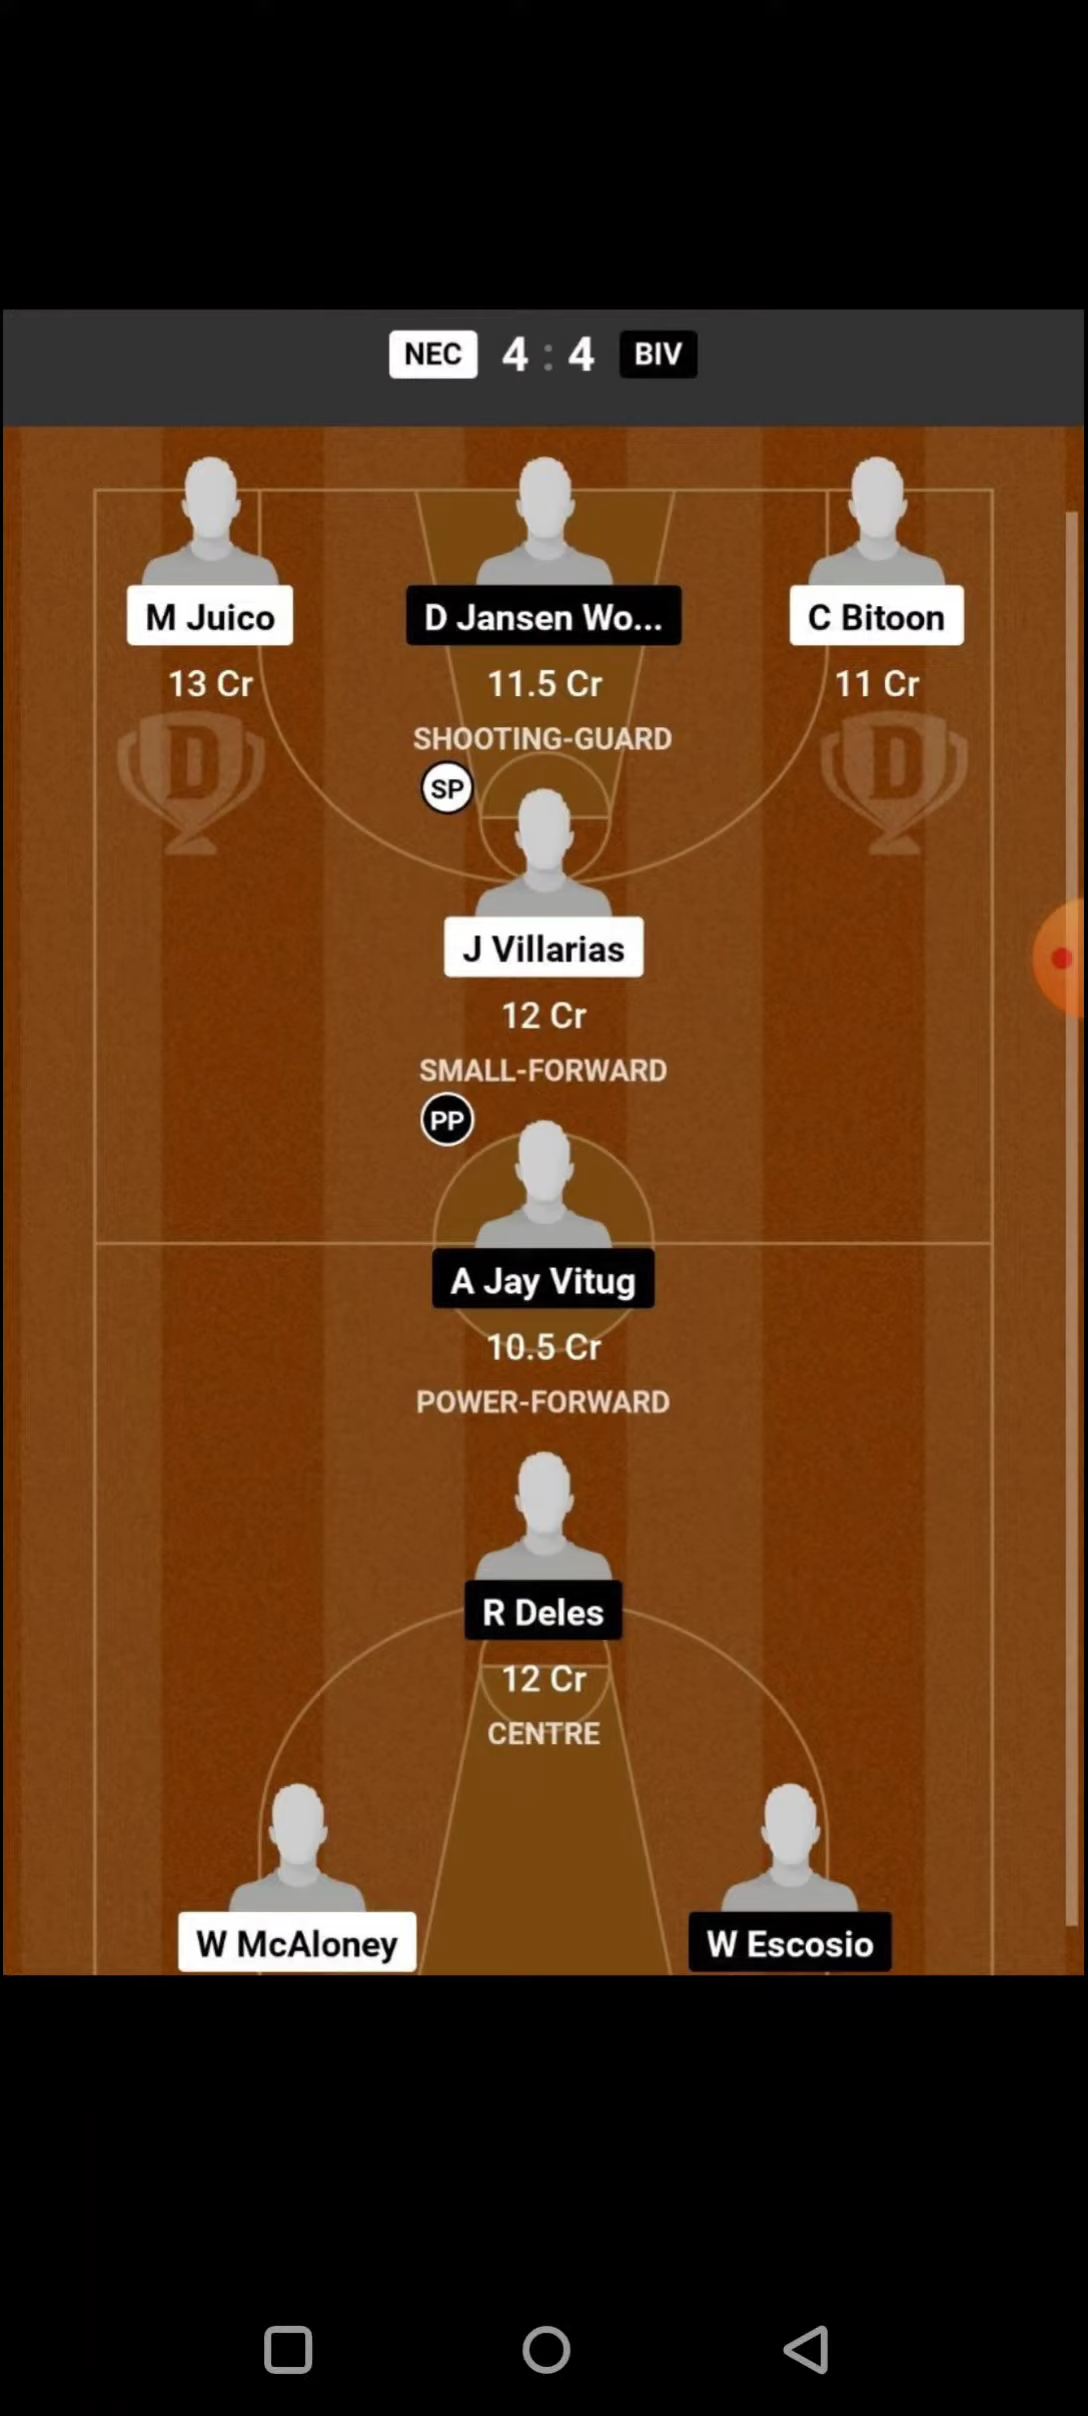 NEC 4 : 4 BIV
M Juico D Jansen Wo... C Bitoon
13 Cr 11.5 Cr 11 Cr
SHOOTING-GUARD
SP
J Villarias
12 Cr
SMALL-FORWARD
PP
A Jay Vitug
10.5 Cr
POWER-FORWARD
R Deles
12 Cr
CENTRE
W McAloney W Escosio